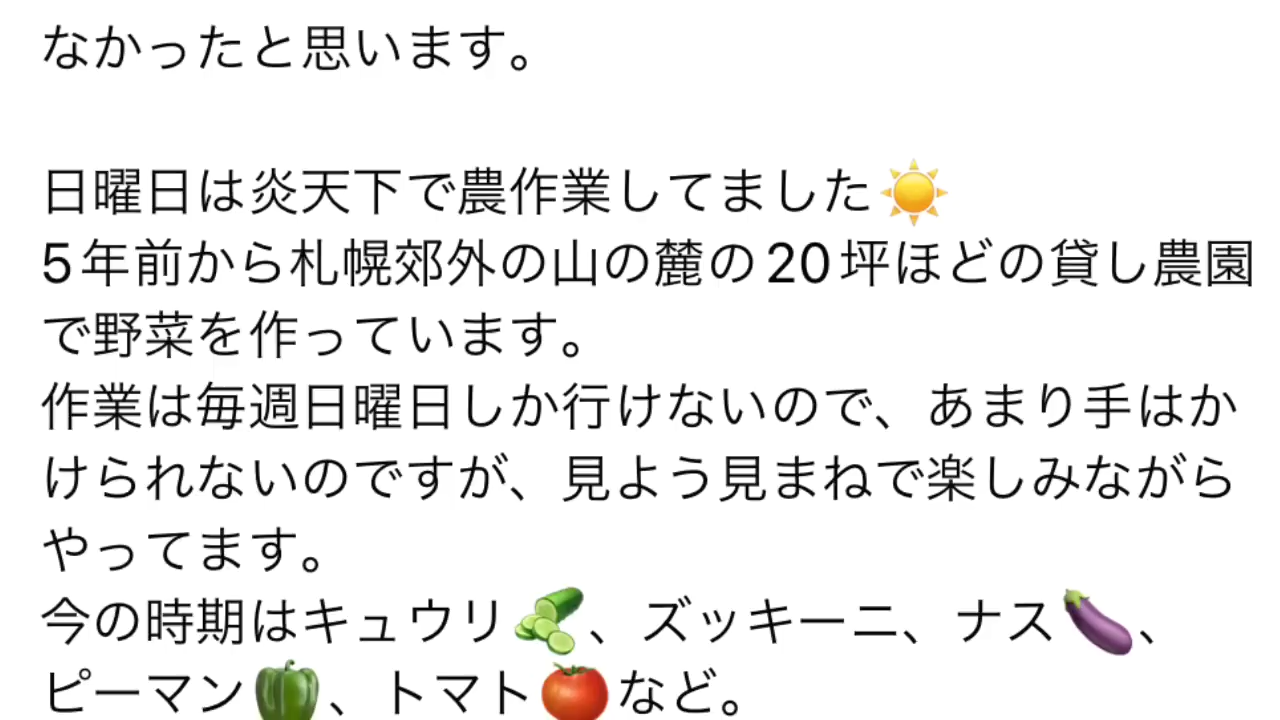 なかったと思います。
日曜日は炎天下で農作業してました☀️
5年前から札幌郊外の山の麓の20坪ほどの貸し農園
で野菜を作っています。
作業は毎週日曜日しか行けないので、あまり手はか
けられないのですが、見よう見まねで楽しみながら
やってます。
今の時期はキュウリ🥒、ズッキーニ、ナス🍆、
ピーマン🫑、トマト🍅など。